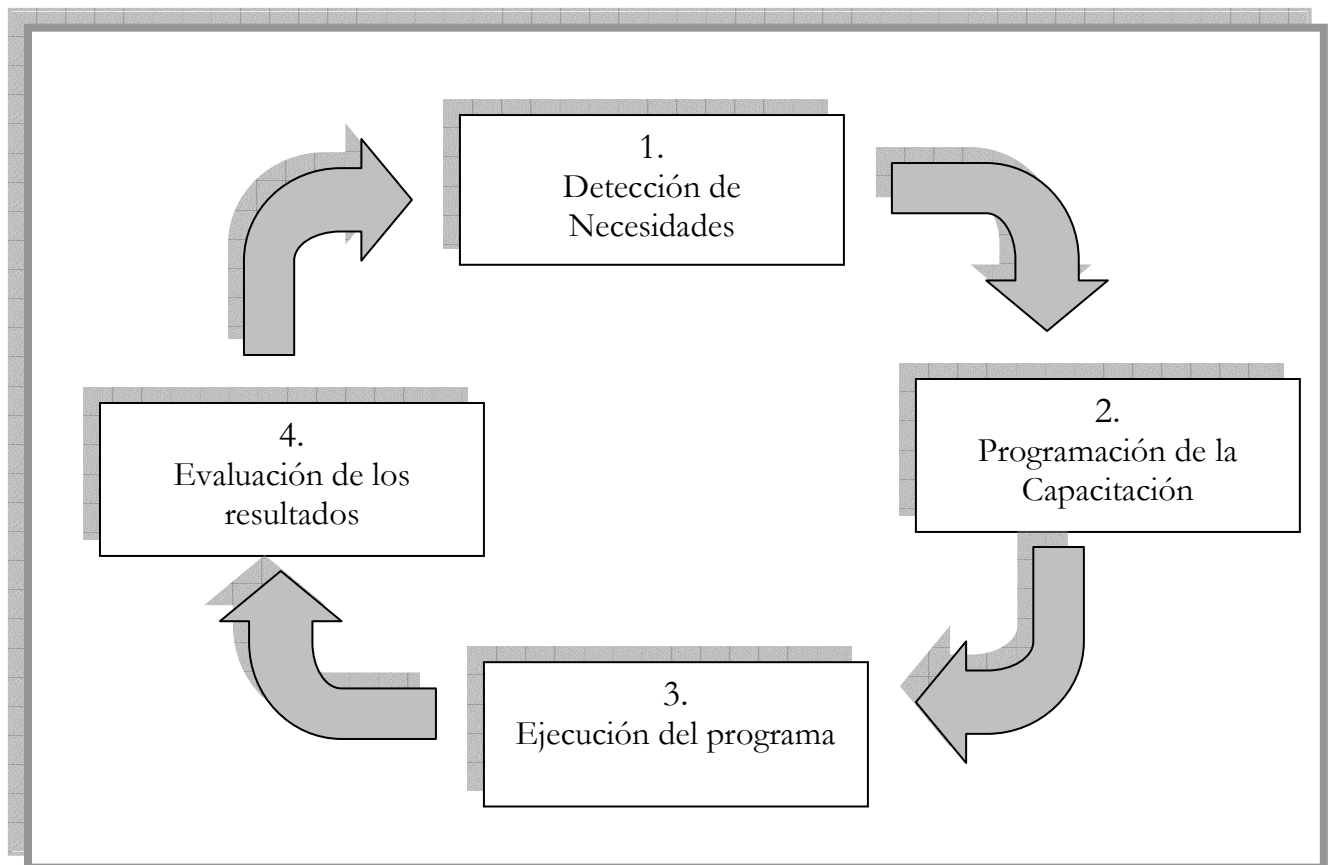 1.
Detección de
Necesidades
2.
Programación de la
Capacitación
3.
Ejecución del programa
4.
Evaluación de los
resultados